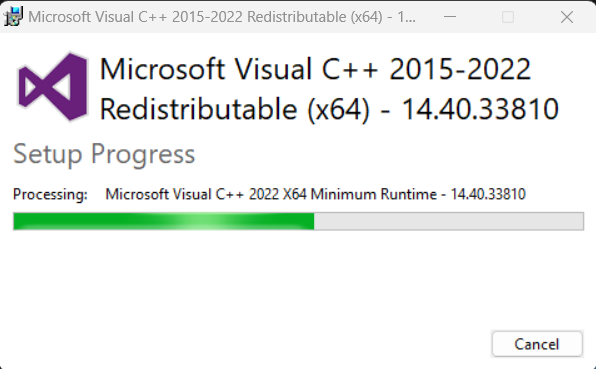 Microsoft Visual C++ 2015-2022 Redistributable (x64) - 1...
Microsoft Visual C++ 2015-2022
Redistributable (x64) - 14.40.33810
Setup Progress
Processing: Microsoft Visual C++ 2022 X64 Minimum Runtime - 14.40.33810
Cancel